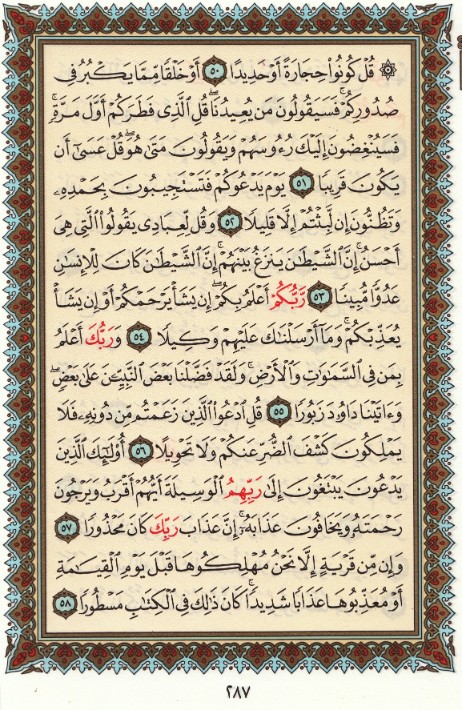 ۞ قُلْ كُونُوا۟ حِجَارَةً أَوْ حَدِيدًا ۝٥٠ أَوْ خَلْقًا مِّمَّا يَكْبُرُ فِى
صُدُورِكُمْ ۚ فَسَيَقُولُونَ مَن يُعِيدُنَا ۖ قُلِ ٱلَّذِى فَطَرَكُمْ أَوَّلَ مَرَّةٍ ۚ
فَسَيُنْغِضُونَ إِلَيْكَ رُءُوسَهُمْ وَيَقُولُونَ مَتَىٰ هُوَ ۖ قُلْ عَسَىٰٓ أَن
يَكُونَ قَرِيبًا ۝٥١ يَوْمَ يَدْعُوكُمْ فَتَسْتَجِيبُونَ بِحَمْدِهِۦ
وَتَظُنُّونَ إِن لَّبِثْتُمْ إِلَّا قَلِيلًا ۝٥٢ وَقُل لِّعِبَادِى يَقُولُوا۟ ٱلَّتِى هِىَ
أَحْسَنُ ۚ إِنَّ ٱلشَّيْطَٰنَ يَنزَغُ بَيْنَهُمْ ۚ إِنَّ ٱلشَّيْطَٰنَ كَانَ لِلْإِنسَٰنِ
عَدُوًّا مُّبِينًا ۝٥٣ رَّبُّكُمْ أَعْلَمُ بِكُمْ ۖ إِن يَشَأْ يَرْحَمْكُمْ أَوْ إِن يَشَأْ
يُعَذِّبْكُمْ ۚ وَمَآ أَرْسَلْنَٰكَ عَلَيْهِمْ وَكِيلًا ۝٥٤ وَرَبُّكَ أَعْلَمُ
بِمَن فِى ٱلسَّمَٰوَٰتِ وَٱلْأَرْضِ ۗ وَلَقَدْ فَضَّلْنَا بَعْضَ ٱلنَّبِيِّـۧنَ عَلَىٰ بَعْضٍ ۖ
وَءَاتَيْنَا دَاوُۥدَ زَبُورًا ۝٥٥ قُلِ ٱدْعُوا۟ ٱلَّذِينَ زَعَمْتُم مِّن دُونِهِۦ فَلَا
يَمْلِكُونَ كَشْفَ ٱلضُّرِّ عَنكُمْ وَلَا تَحْوِيلًا ۝٥٦ أُو۟لَٰٓئِكَ ٱلَّذِينَ
يَدْعُونَ يَبْتَغُونَ إِلَىٰ رَبِّهِمُ ٱلْوَسِيلَةَ أَيُّهُمْ أَقْرَبُ وَيَرْجُونَ
رَحْمَتَهُۥ وَيَخَافُونَ عَذَابَهُۥٓ ۚ إِنَّ عَذَابَ رَبِّكَ كَانَ مَحْذُورًا ۝٥٧
وَإِن مِّن قَرْيَةٍ إِلَّا نَحْنُ مُهْلِكُوهَا قَبْلَ يَوْمِ ٱلْقِيَٰمَةِ
أَوْ مُعَذِّبُوهَا عَذَابًا شَدِيدًا ۚ كَانَ ذَٰلِكَ فِى ٱلْكِتَٰبِ مَسْطُورًا ۝٥٨
٢٨٧